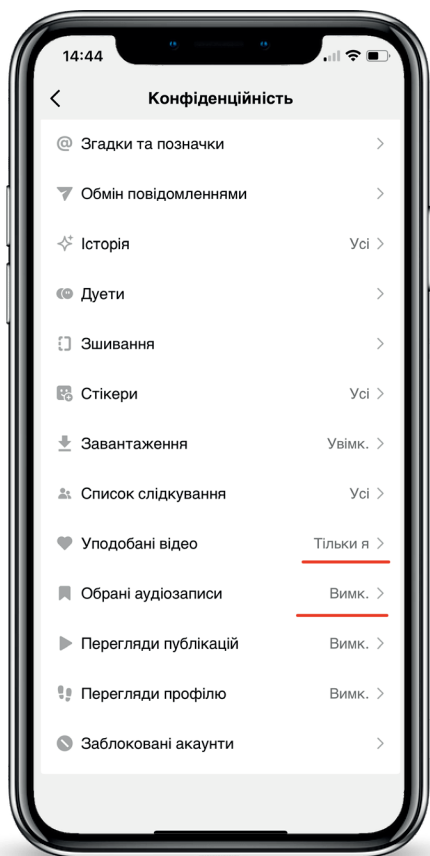 14:44
Конфіденційність
Згадки та позначки
Обмін повідомленнями
Історія Усі
Дуети
Зшивання
Стікери Усі
Завантаження Увімк.
Список слідкування Усі
Уподобані відео Тільки я
Обрані аудіозаписи Вимк.
Перегляди публікацій Вимк.
Перегляди профілю Вимк.
Заблоковані акаунти